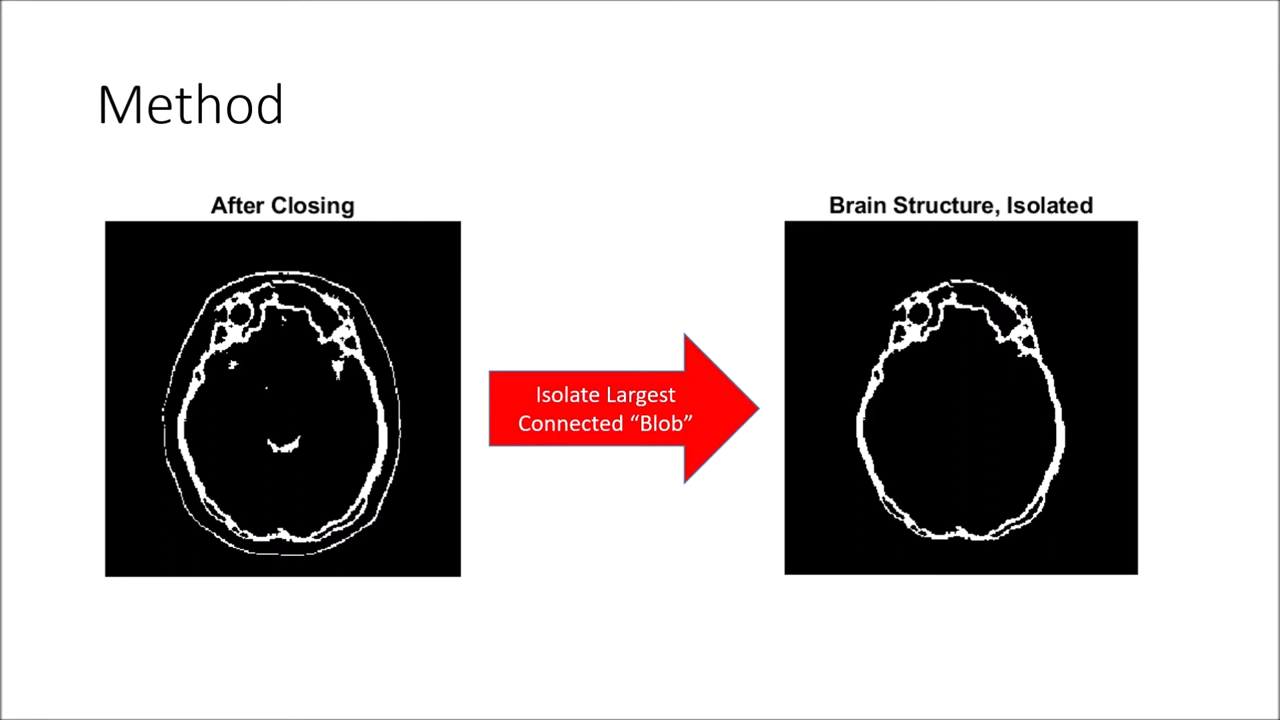 Method
After Closing
Brain Structure, Isolated
Isolate Largest
Connected “Blob”